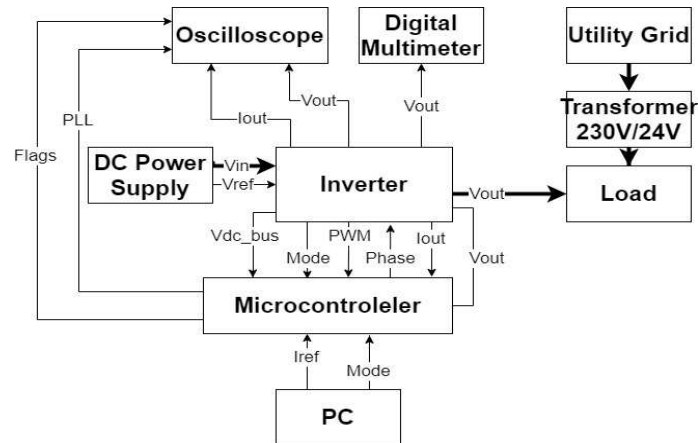 Oscilloscope
Digital
Multimeter
Utility Grid
PLL
Iout
Vout
Vout
Transformer
230V/24V
Flags
DC Power
Supply
Vin
Vref
Inverter
Vout
Load
Vdc_bus
Mode
PWM
Phase
Iout
Vout
Microcontroleler
Iref
Mode
PC